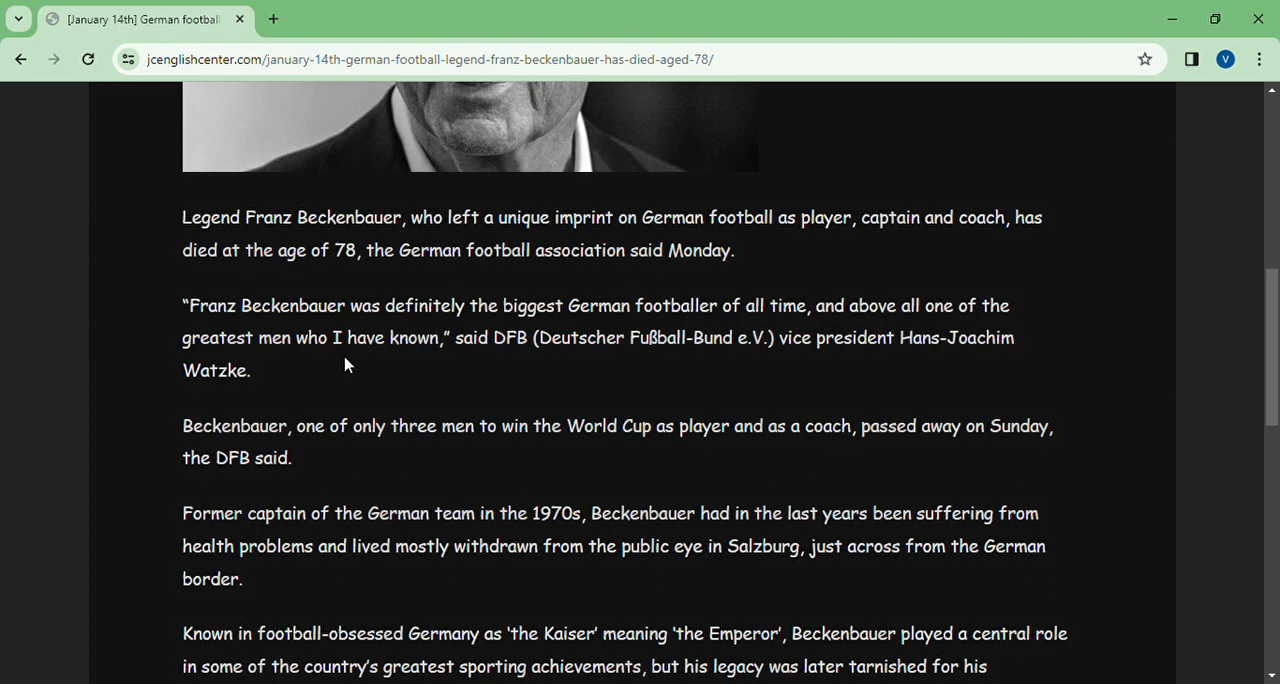 [January 14th] German football
jcenglishcenter.com/january-14th-german-football-legend-franz-beckenbauer-has-died-aged-78/
V
Legend Franz Beckenbauer, who left a unique imprint on German football as player, captain and coach, has
died at the age of 78, the German football association said Monday.
“Franz Beckenbauer was definitely the biggest German footballer of all time, and above all one of the
greatest men who I have known,” said DFB (Deutscher Fußball-Bund e.V.) vice president Hans-Joachim
Watzke.
Beckenbauer, one of only three men to win the World Cup as player and as a coach, passed away on Sunday,
the DFB said.
Former captain of the German team in the 1970s, Beckenbauer had in the last years been suffering from
health problems and lived mostly withdrawn from the public eye in Salzburg, just across from the German
border.
Known in football-obsessed Germany as ‘the Kaiser’ meaning ‘the Emperor’, Beckenbauer played a central role
in some of the country’s greatest sporting achievements, but his legacy was later tarnished for his